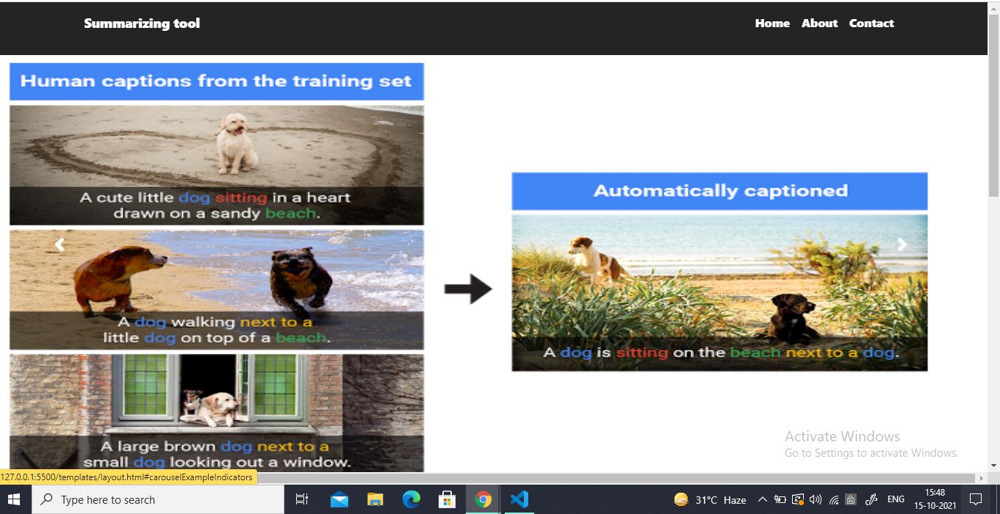 Summarizing tool
Home About Contact
Human captions from the training set
A cute little dog sitting in a heart
drawn on a sandy beach.
A dog walking next to a
little dog on top of a beach.
A large brown dog next to a
small dog looking out a window.
Automatically captioned
A dog is sitting on the beach next to a dog.
Activate Windows
Go to Settings to activate Windows.
127.0.0.1:5500/templates/layout.html#carouselExampleIndicators
Type here to search
31°C Haze
ENG
15:48
15-10-2021